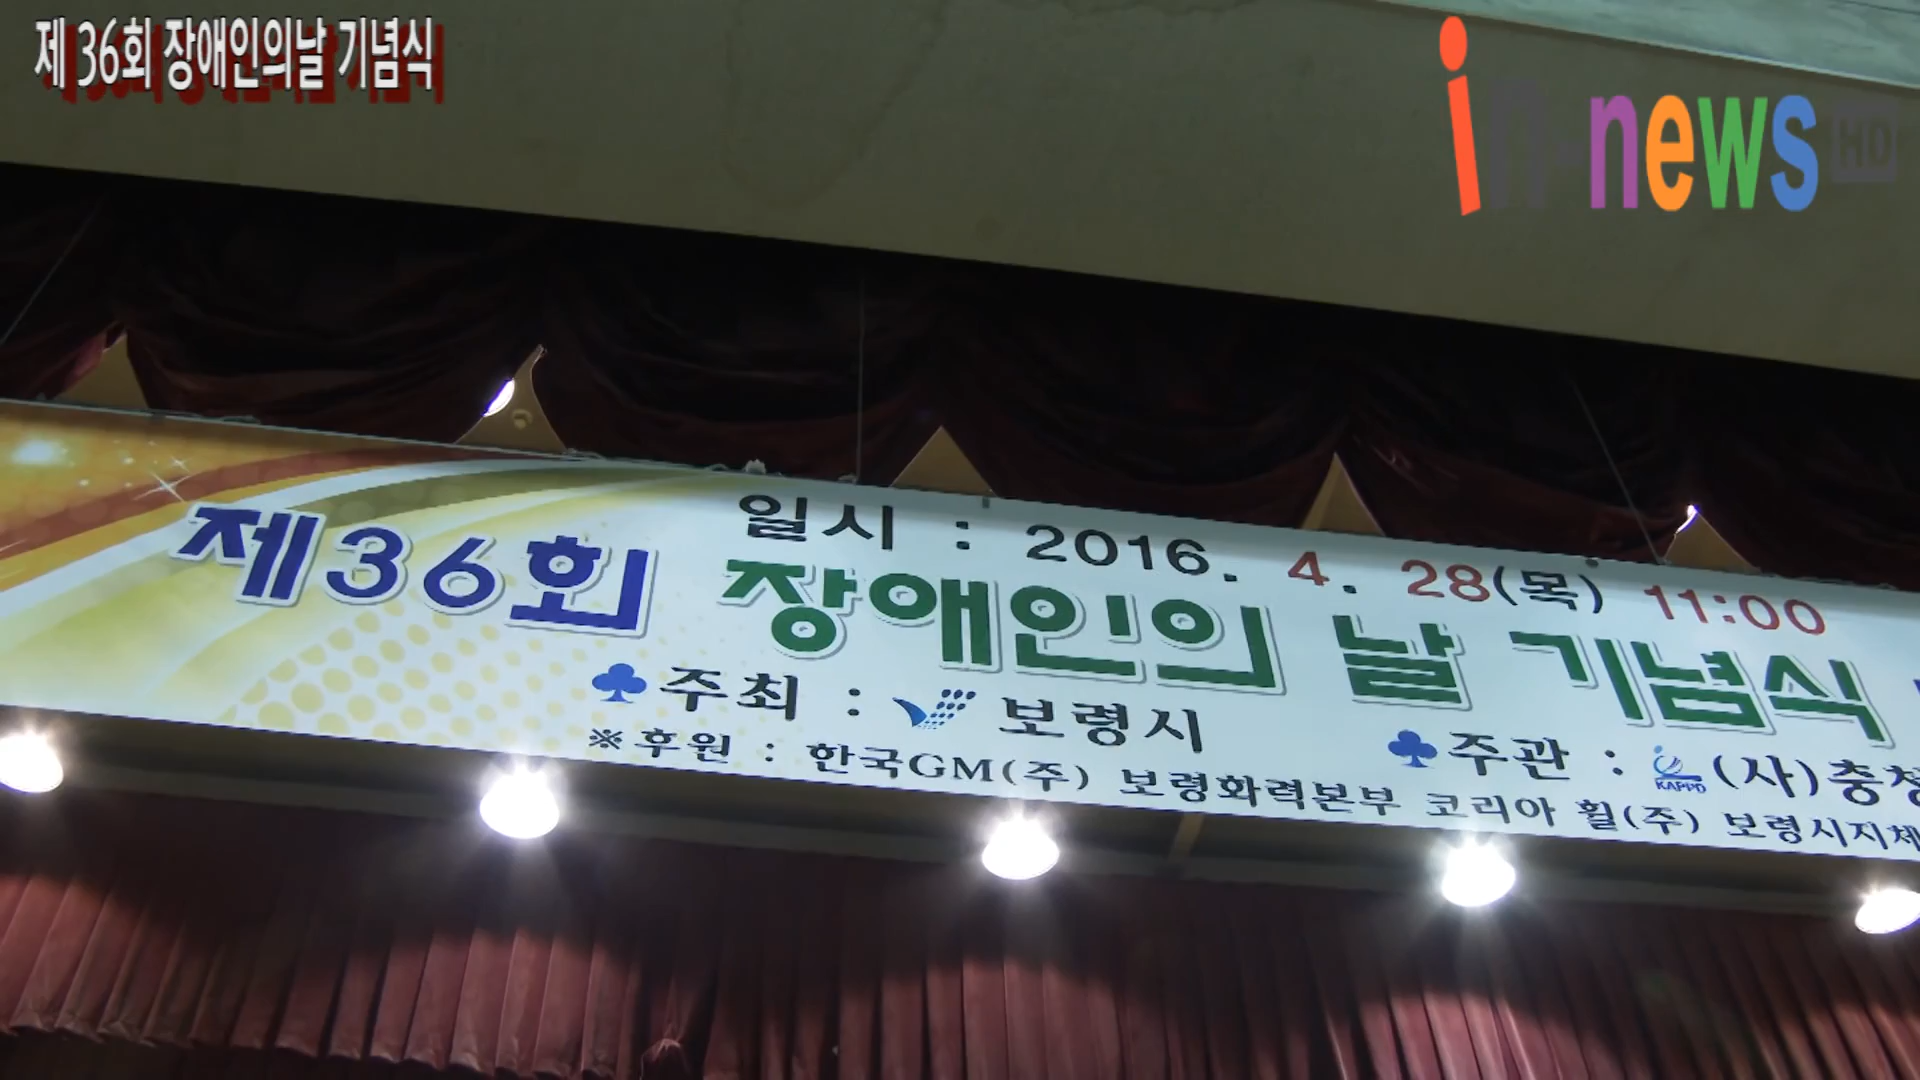 제 36회 장애인의날 기념식
in-news HD
일시 : 2016. 4. 28(목) 11:00
제36회 장애인의 날 기념식
♣주최 : 보령시 ♣주관 : KAPPD (사)충청
※후원 : 한국GM(주) 보령화력본부 코리아 휠(주) 보령시지체